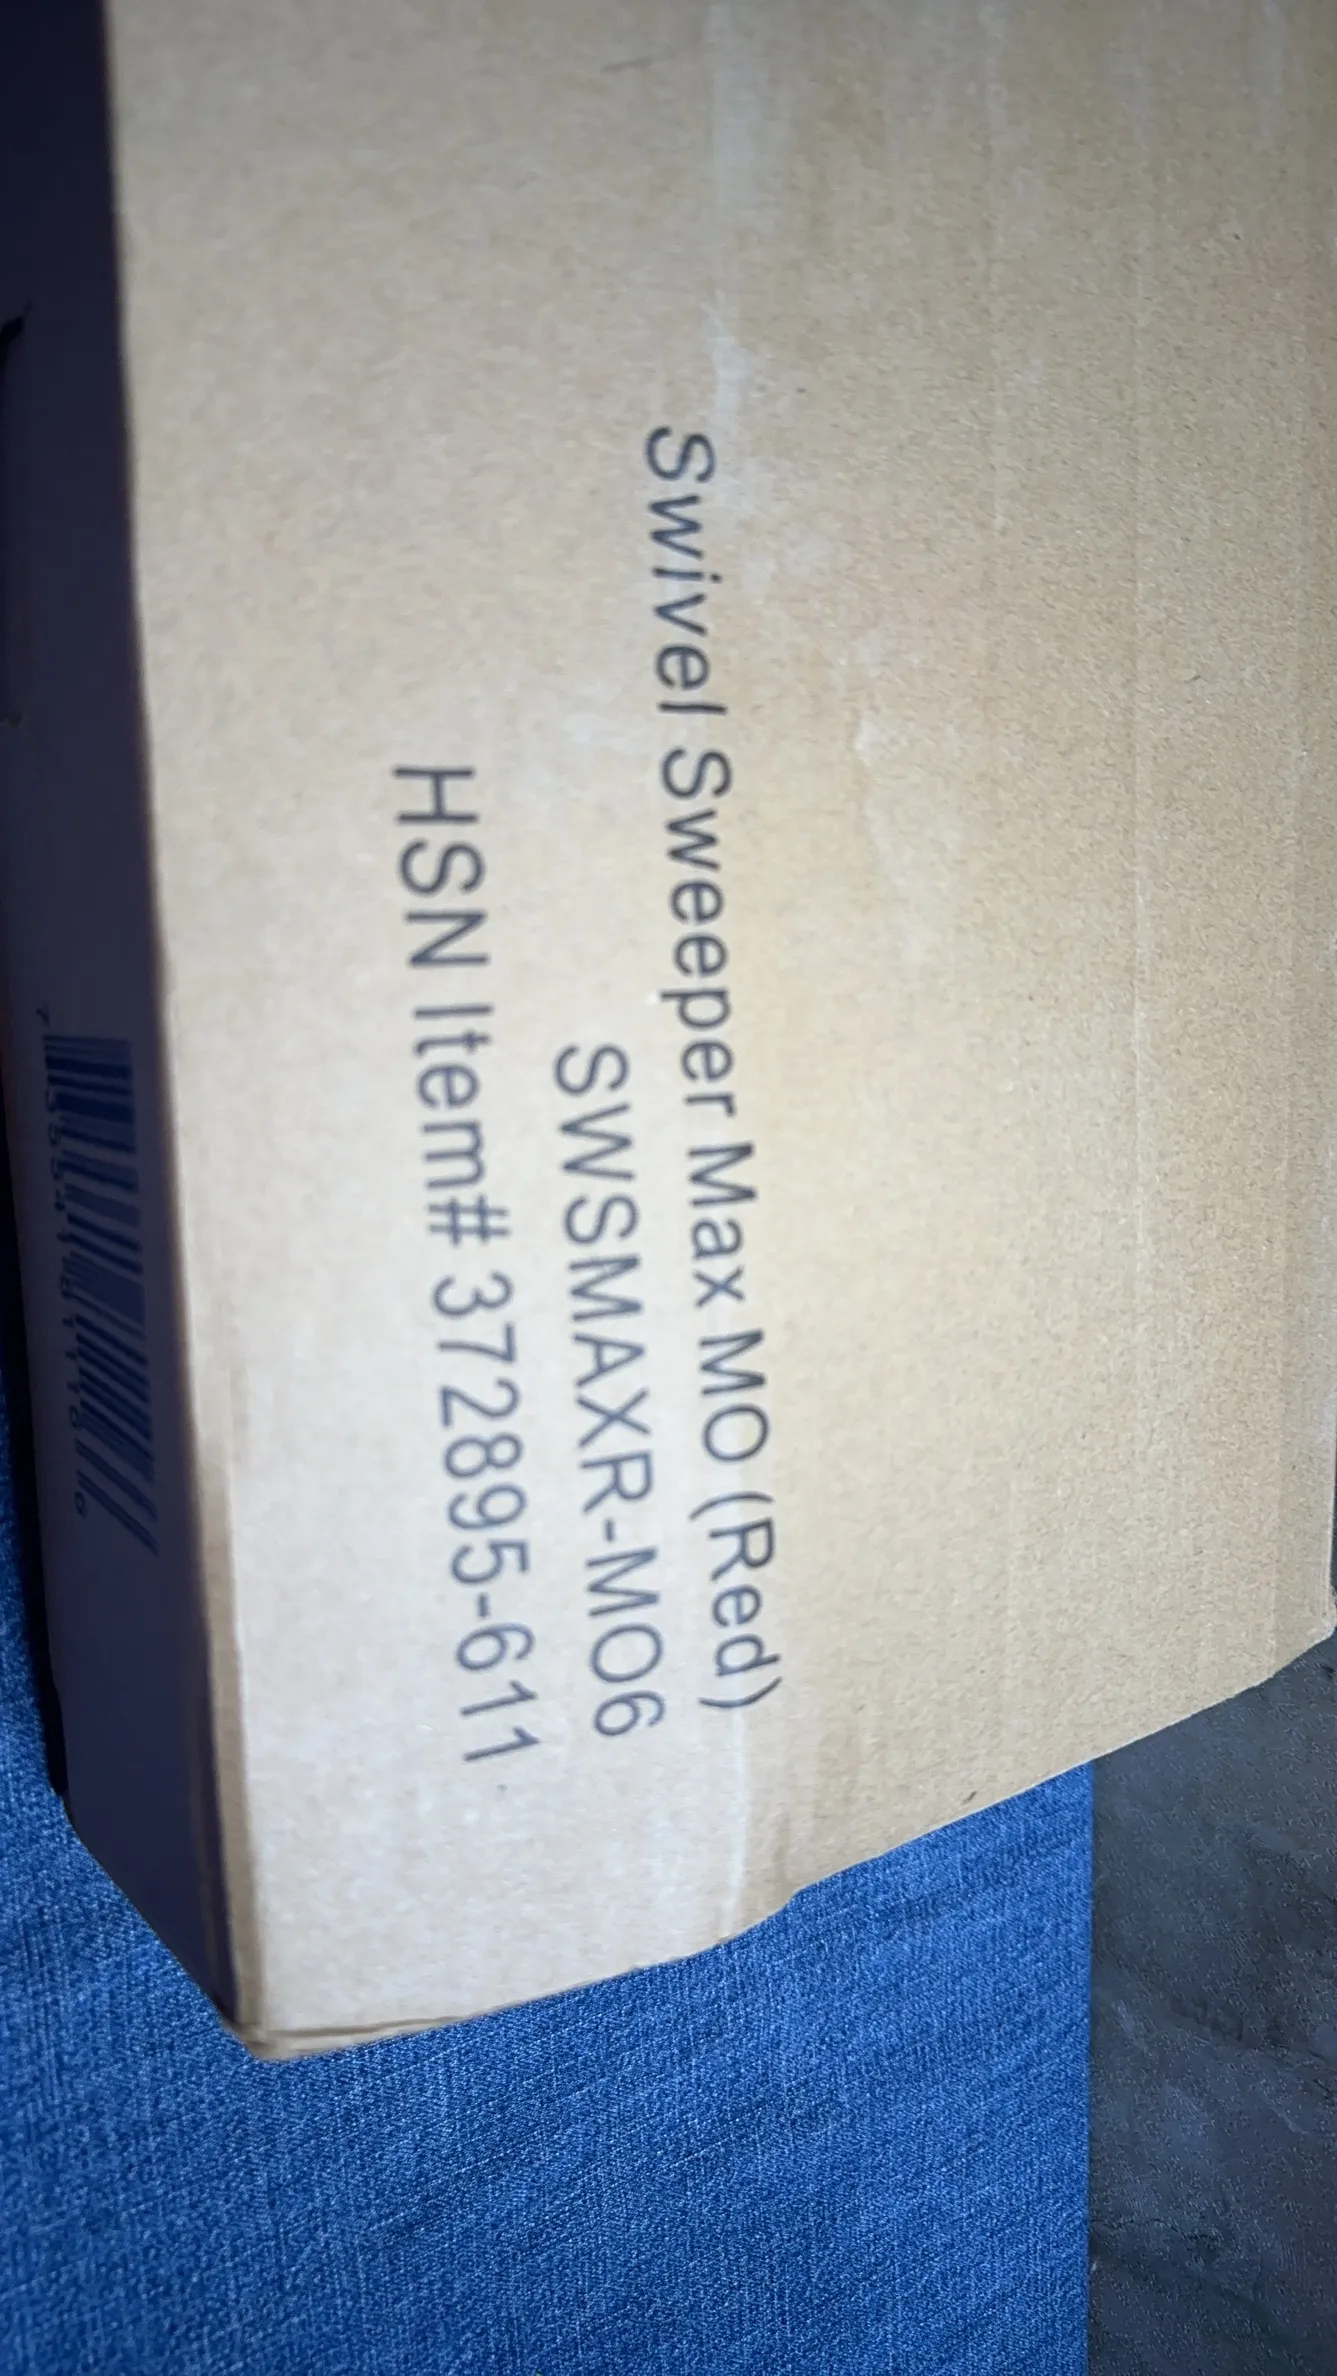 Swivel Sweeper Max MO (Red)
SWSMAXR-MO6
HSN Item# 372895-611